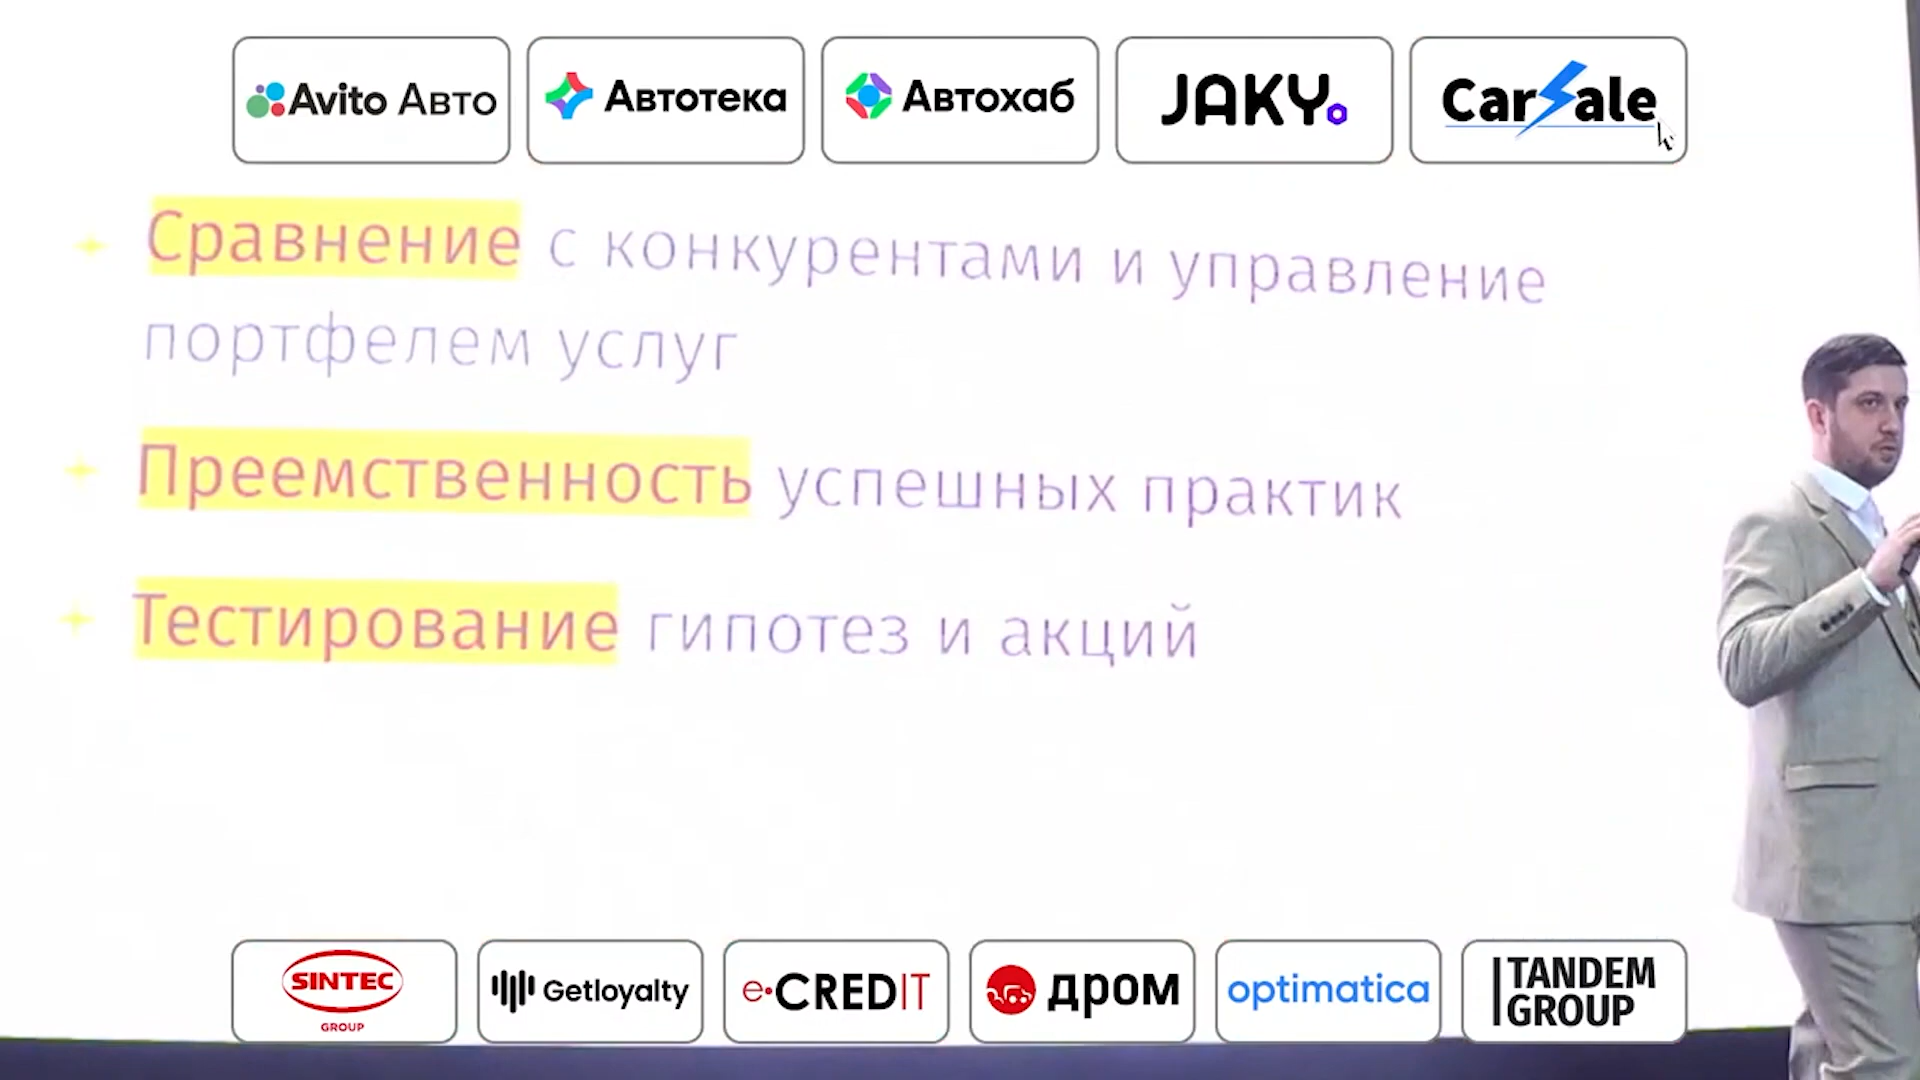 Avito Авто
Автотека
Автохаб
JAKY
CarSale
Сравнение с конкурентами и управление
портфелем услуг
Преемственность успешных практик
Тестирование гипотез и акций
SINTEC
GROUP
Getloyalty
e·CREDIT
дром
optimatica
TANDEM
GROUP